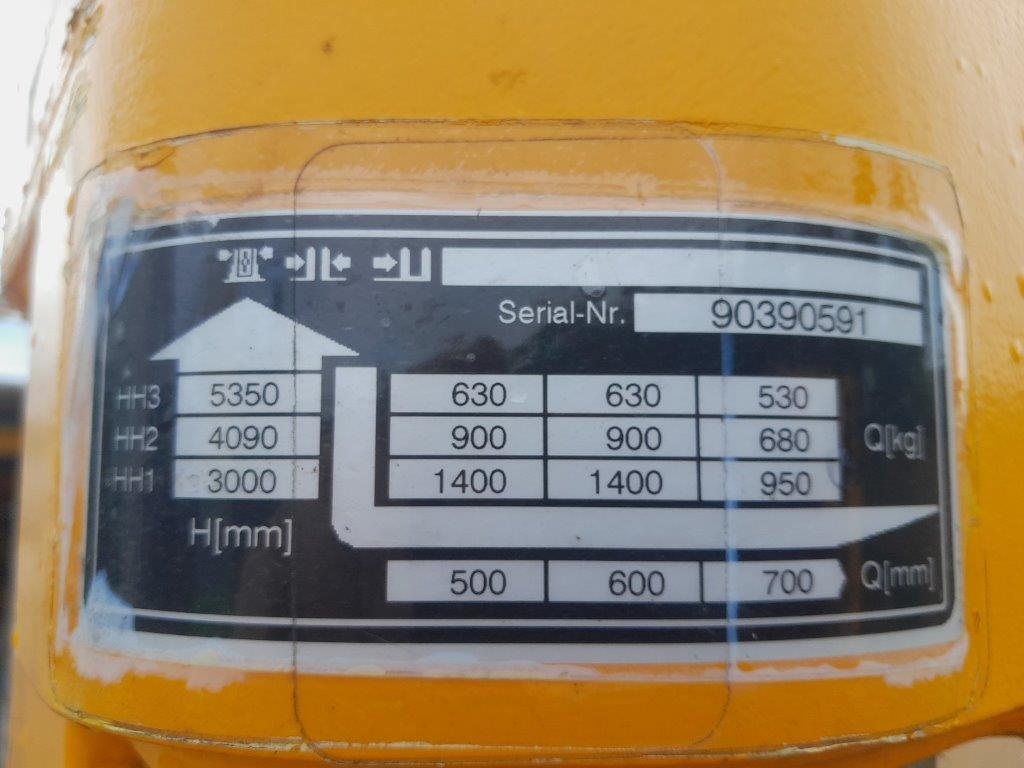 Serial-Nr. 90390591
HH3 5350 630 630 530
HH2 4090 900 900 680 Q[kg]
HH1 3000 1400 1400 950
H[mm]
500 600 700 Q[mm]